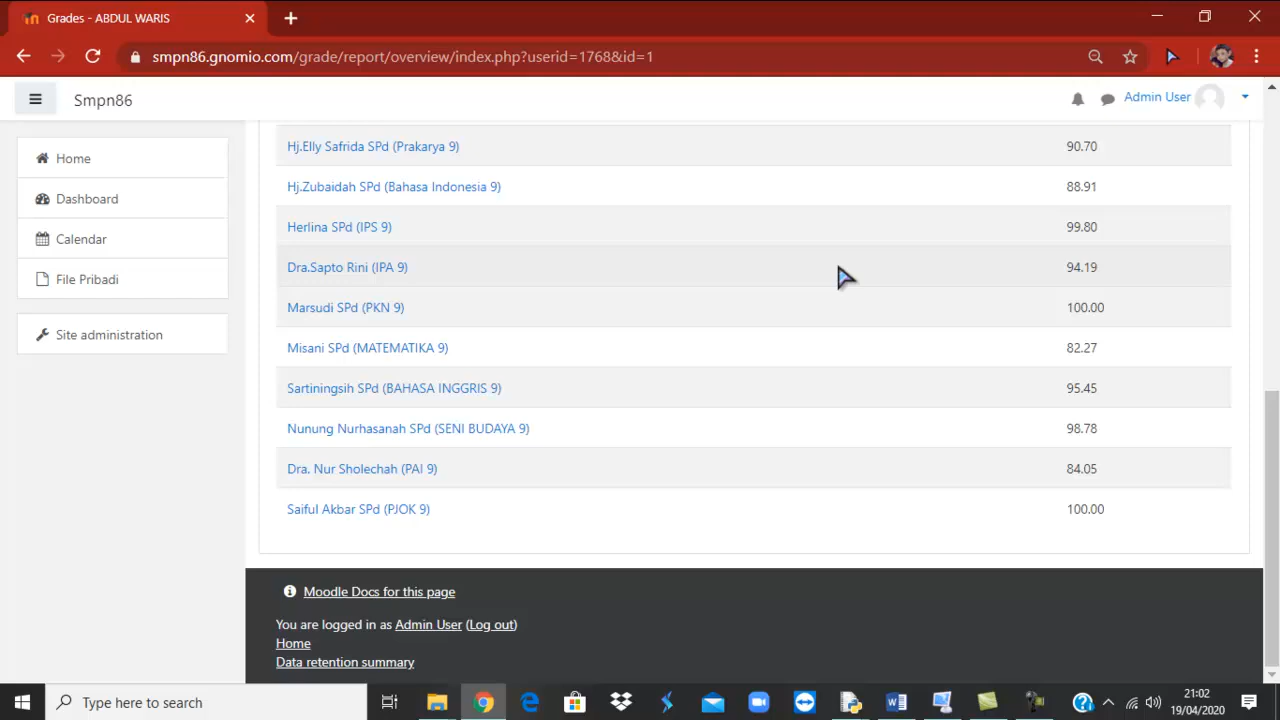 Grades - ABDUL WARIS
smpn86.gnomio.com/grade/report/overview/index.php?userid=1768&id=1
Smpn86
Admin User
Home
Dashboard
Calendar
File Pribadi
Site administration
Hj.Elly Safrida SPd (Prakarya 9) 90.70
Hj.Zubaidah SPd (Bahasa Indonesia 9) 88.91
Herlina SPd (IPS 9) 99.80
Dra.Sapto Rini (IPA 9) 94.19
Marsudi SPd (PKN 9) 100.00
Misani SPd (MATEMATIKA 9) 82.27
Sartiningsih SPd (BAHASA INGGRIS 9) 95.45
Nunung Nurhasanah SPd (SENI BUDAYA 9) 98.78
Dra. Nur Sholechah (PAI 9) 84.05
Saiful Akbar SPd (PJOK 9) 100.00
Moodle Docs for this page
You are logged in as Admin User (Log out)
Home
Data retention summary
Type here to search
21:02
19/04/2020